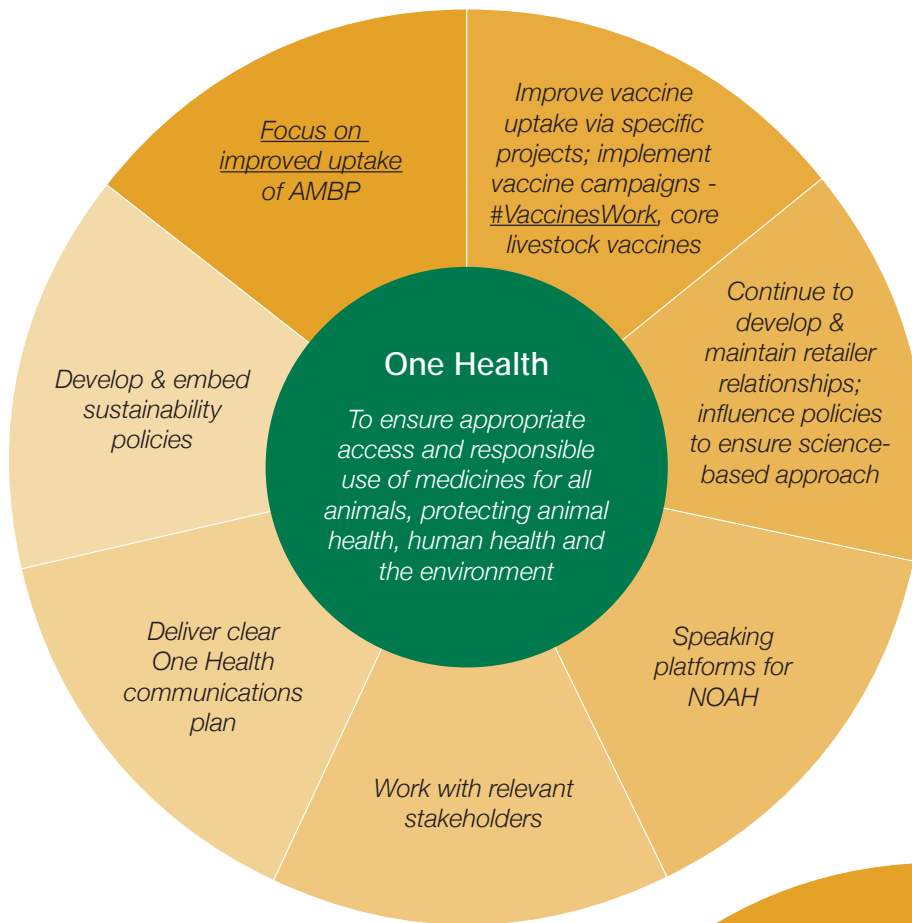 Focus on
improved uptake
of AMBP
Improve vaccine
uptake via specific
projects; implement
vaccine campaigns -
#VaccinesWork, core
livestock vaccines
Continue to
develop &
maintain retailer
relationships;
influence policies
to ensure science-
based approach
Speaking
platforms for
NOAH
Work with relevant
stakeholders
Deliver clear
One Health
communications
plan
Develop & embed
sustainability
policies
One Health
To ensure appropriate
access and responsible
use of medicines for all
animals, protecting animal
health, human health and
the environment